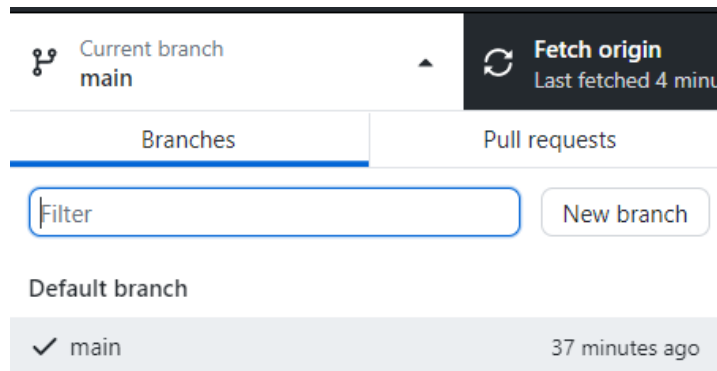 Current branch
main
Fetch origin
Last fetched 4
Branches
Pull requests
Filter
New branch
Default branch
main
37 minutes ago